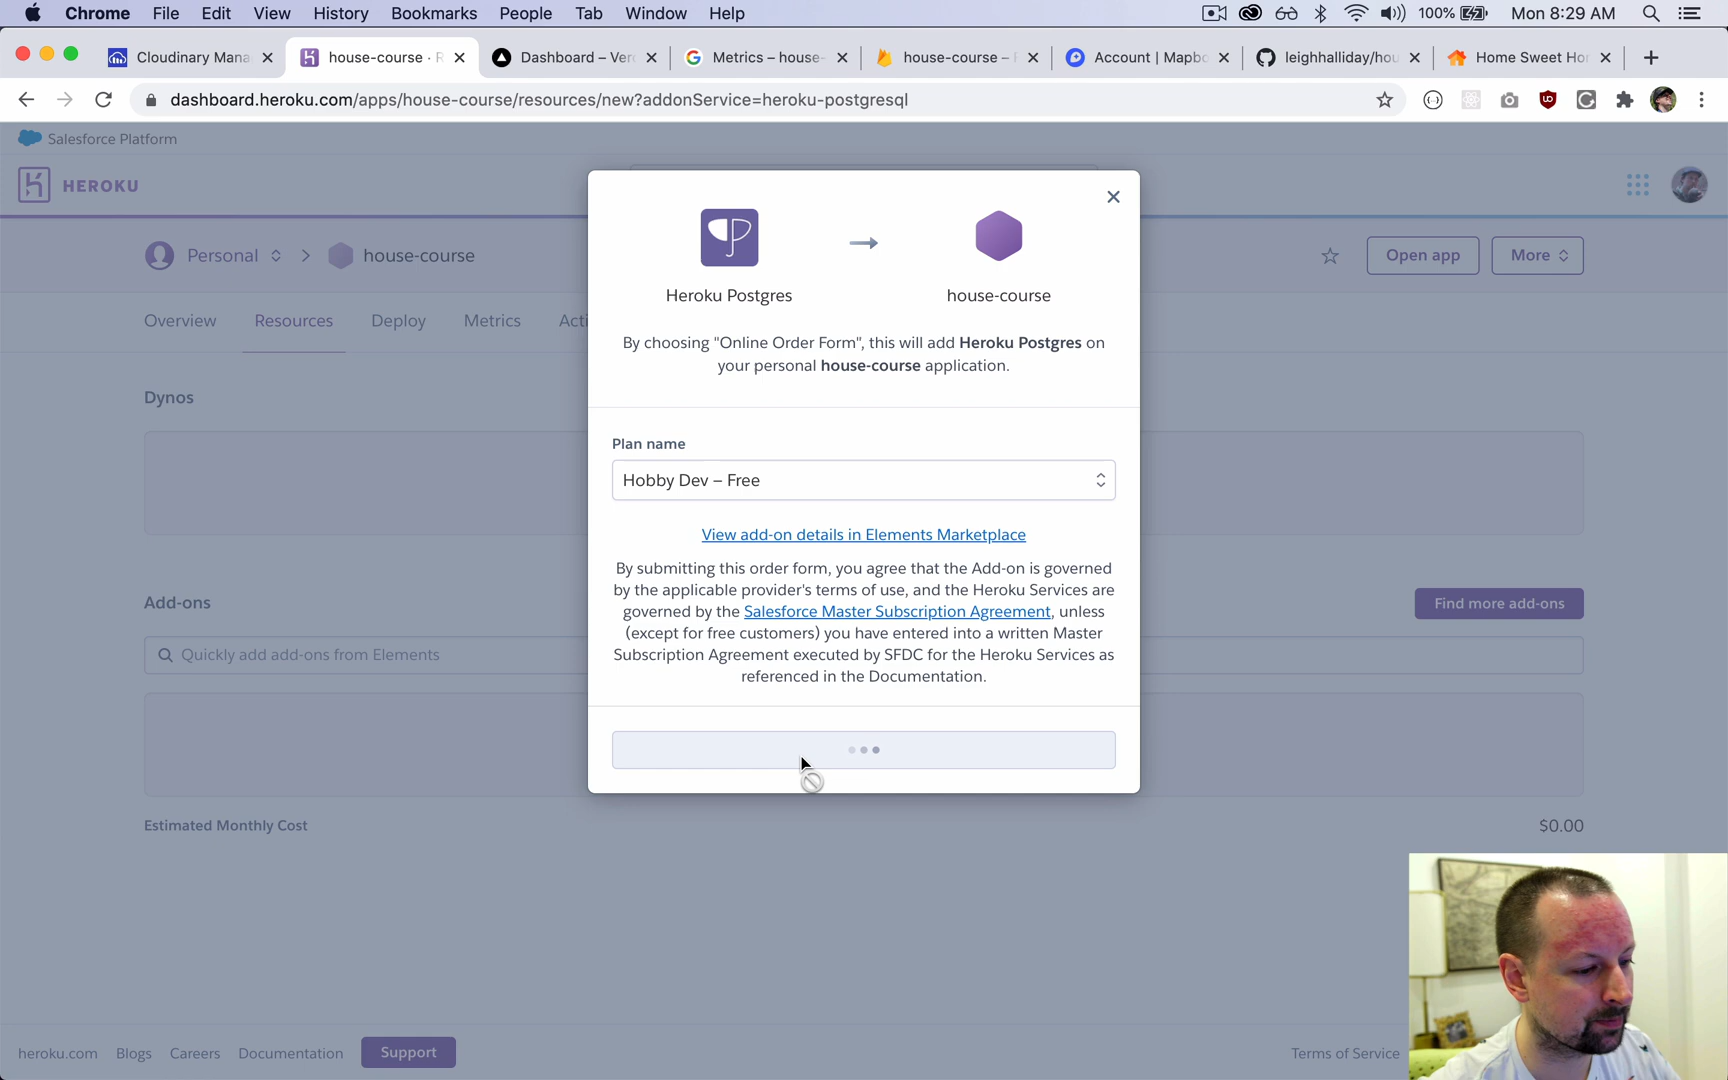 Chrome File Edit View History Bookmarks People Tab Window Help 100% Mon 8:29 AM
Cloudinary Mana house-course · R Dashboard – Ver Metrics – house- house-course – Account | Mapbo leighhalliday/hou Home Sweet Hor
dashboard.heroku.com/apps/house-course/resources/new?addonService=heroku-postgresql
Salesforce Platform
HEROKU
Personal house-course Open app More
Overview Resources Deploy Metrics Acti
Heroku Postgres house-course
By choosing "Online Order Form", this will add Heroku Postgres on
your personal house-course application.
Dynos
Plan name
Hobby Dev – Free
View add-on details in Elements Marketplace
By submitting this order form, you agree that the Add-on is governed
by the applicable provider's terms of use, and the Heroku Services are
governed by the Salesforce Master Subscription Agreement, unless
(except for free customers) you have entered into a written Master
Subscription Agreement executed by SFDC for the Heroku Services as
referenced in the Documentation.
Add-ons Find more add-ons
Quickly add add-ons from Elements
Estimated Monthly Cost $0.00
heroku.com Blogs Careers Documentation Support Terms of Service